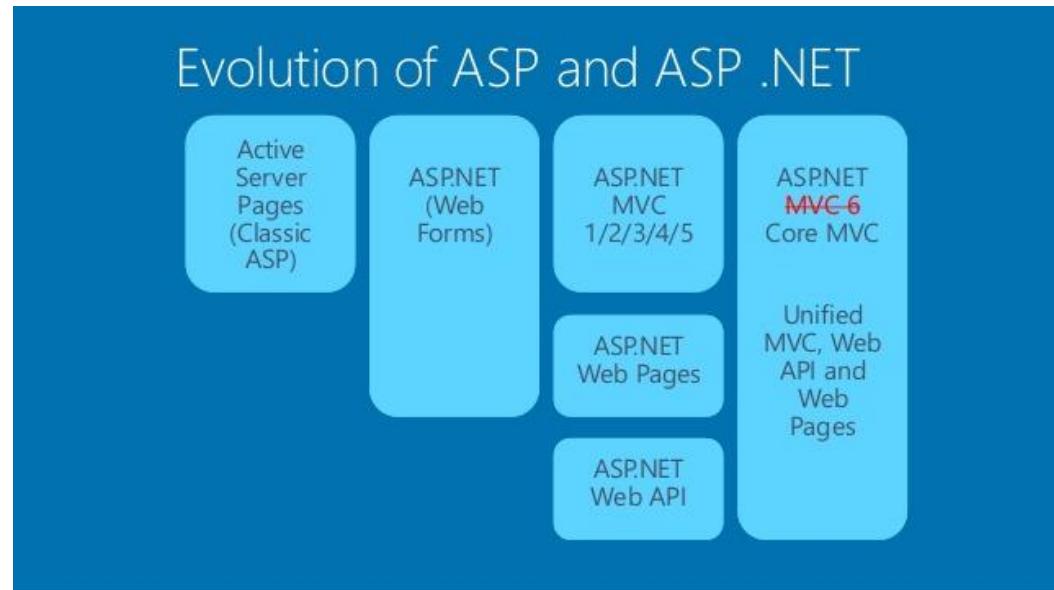 Evolution of ASP and ASP .NET
Active
Server
Pages
(Classic
ASP)
ASP.NET
(Web
Forms)
ASP.NET
MVC
1/2/3/4/5
ASP.NET
Web Pages
ASP.NET
Web API
ASP.NET
MVC 6
Core MVC
Unified
MVC, Web
API and
Web
Pages